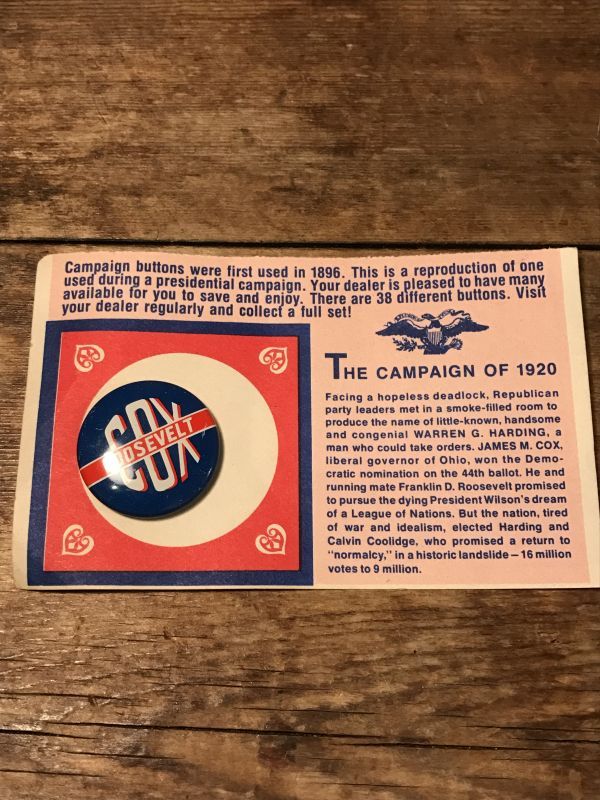 Campaign buttons were first used in 1896. This is a reproduction of one
used during a presidential campaign. Your dealer is pleased to have many
available for you to save and enjoy. There are 38 different buttons. Visit
your dealer regularly and collect a full set!
COX
ROOSEVELT
THE CAMPAIGN OF 1920
Facing a hopeless deadlock, Republican
party leaders met in a smoke-filled room to
produce the name of little-known, handsome
and congenial WARREN G. HARDING, a
man who could take orders. JAMES M. COX,
liberal governor of Ohio, won the Demo-
cratic nomination on the 44th ballot. He and
running mate Franklin D. Roosevelt promised
to pursue the dying President Wilson's dream
of a League of Nations. But the nation, tired
of war and idealism, elected Harding and
Calvin Coolidge, who promised a return to
"normalcy," in a historic landslide – 16 million
votes to 9 million.